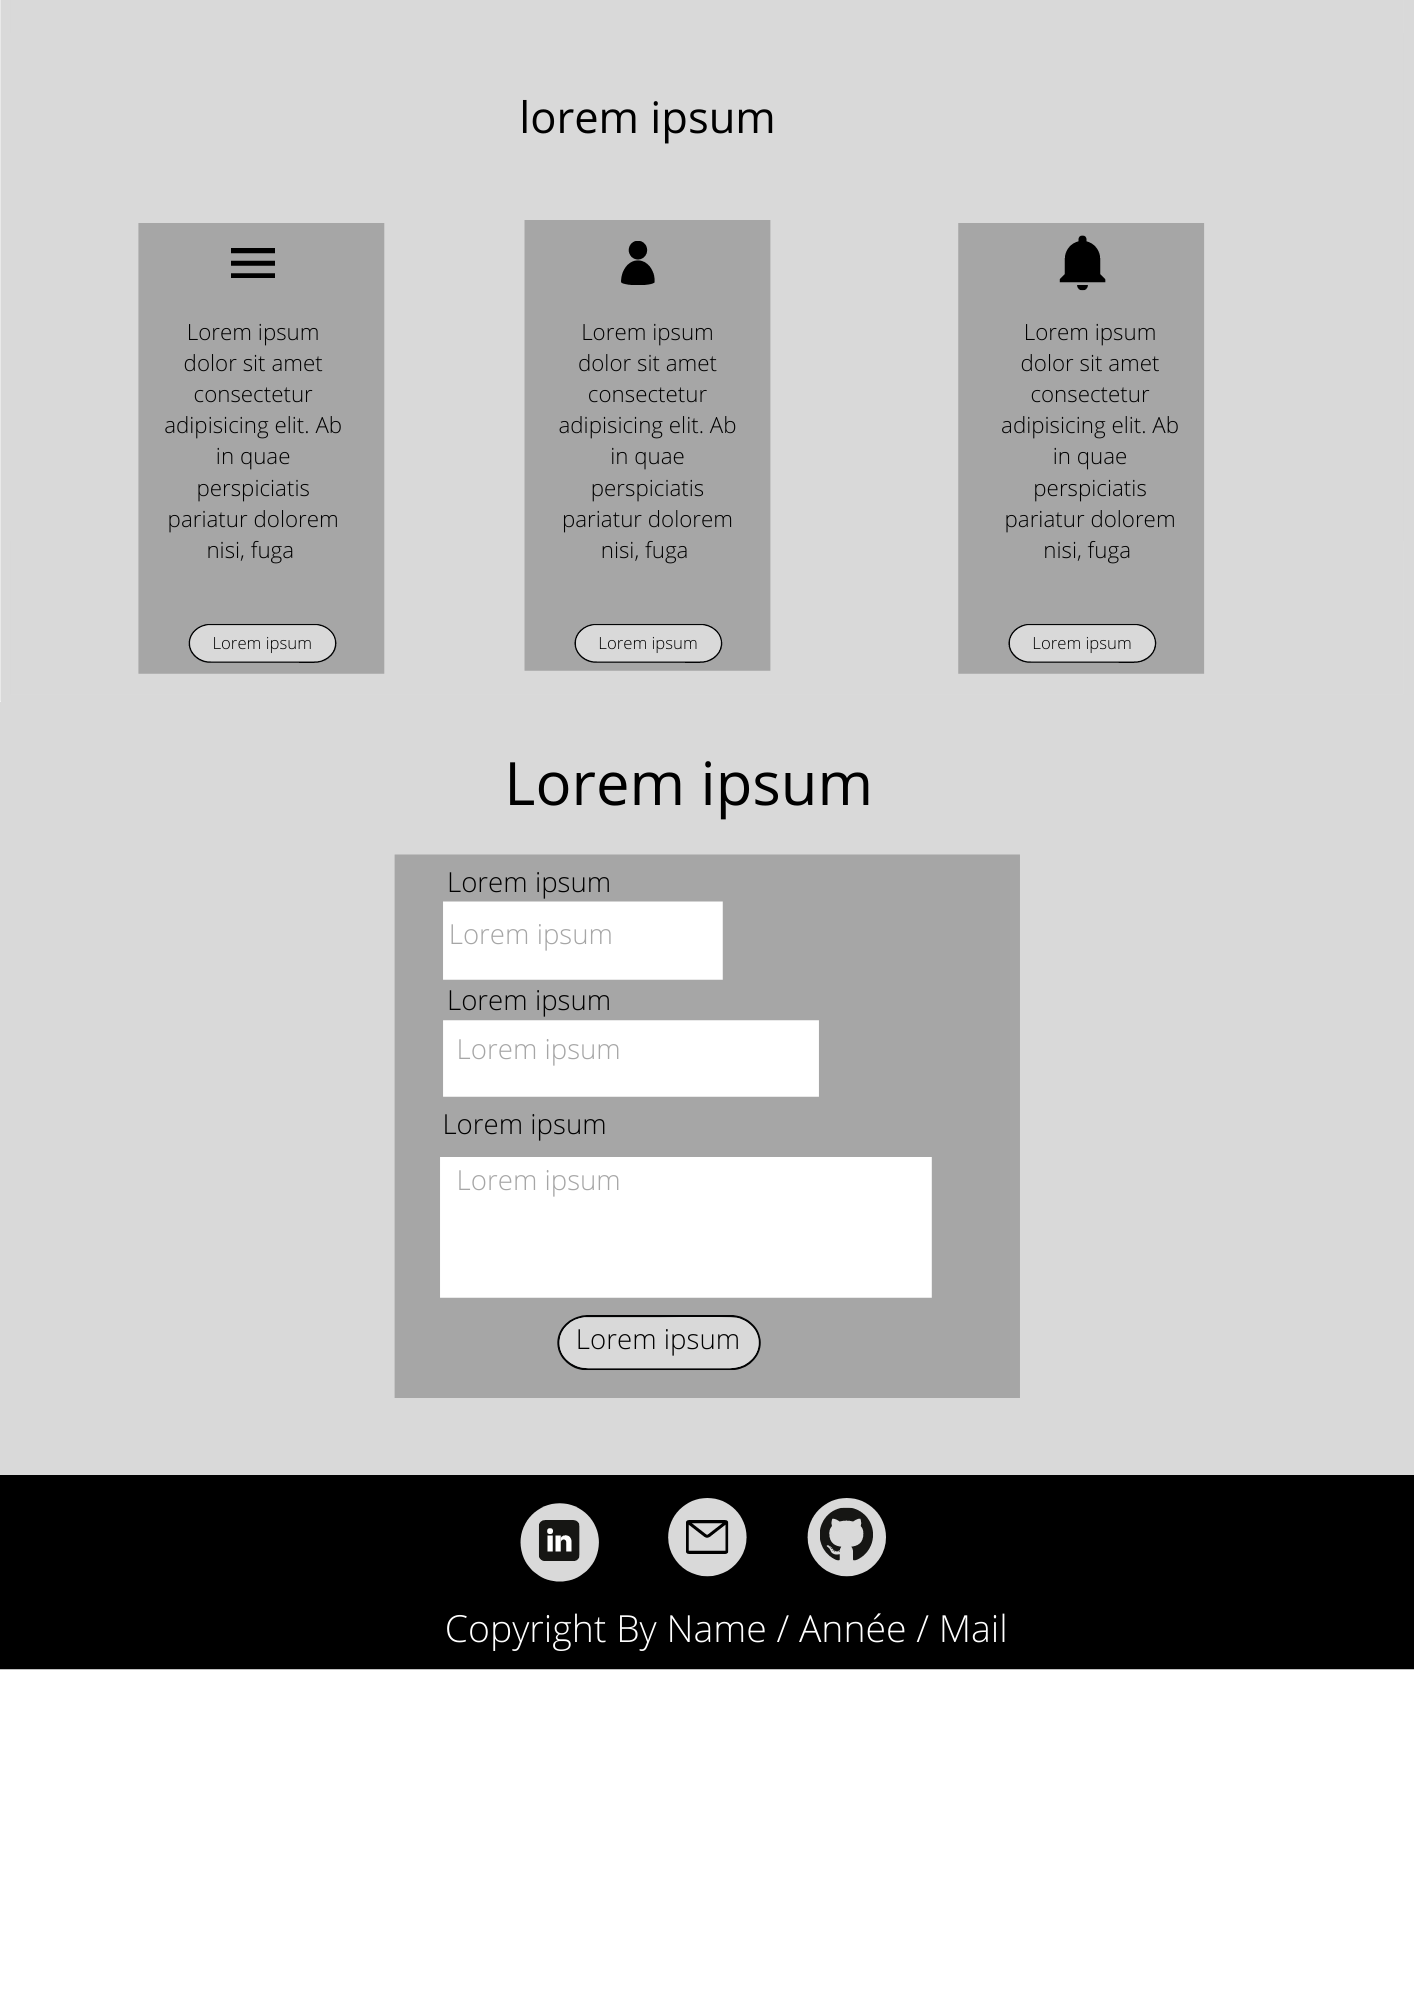 lorem ipsum
Lorem ipsum
dolor sit amet
consectetur
adipisicing elit. Ab
in quae
perspiciatis
pariatur dolorem
nisi, fuga
Lorem ipsum
Lorem ipsum
dolor sit amet
consectetur
adipisicing elit. Ab
in quae
perspiciatis
pariatur dolorem
nisi, fuga
Lorem ipsum
Lorem ipsum
dolor sit amet
consectetur
adipisicing elit. Ab
in quae
perspiciatis
pariatur dolorem
nisi, fuga
Lorem ipsum
Lorem ipsum
Lorem ipsum
Lorem ipsum
Lorem ipsum
Lorem ipsum
Lorem ipsum
Lorem ipsum
Lorem ipsum
in
Copyright By Name / Année / Mail